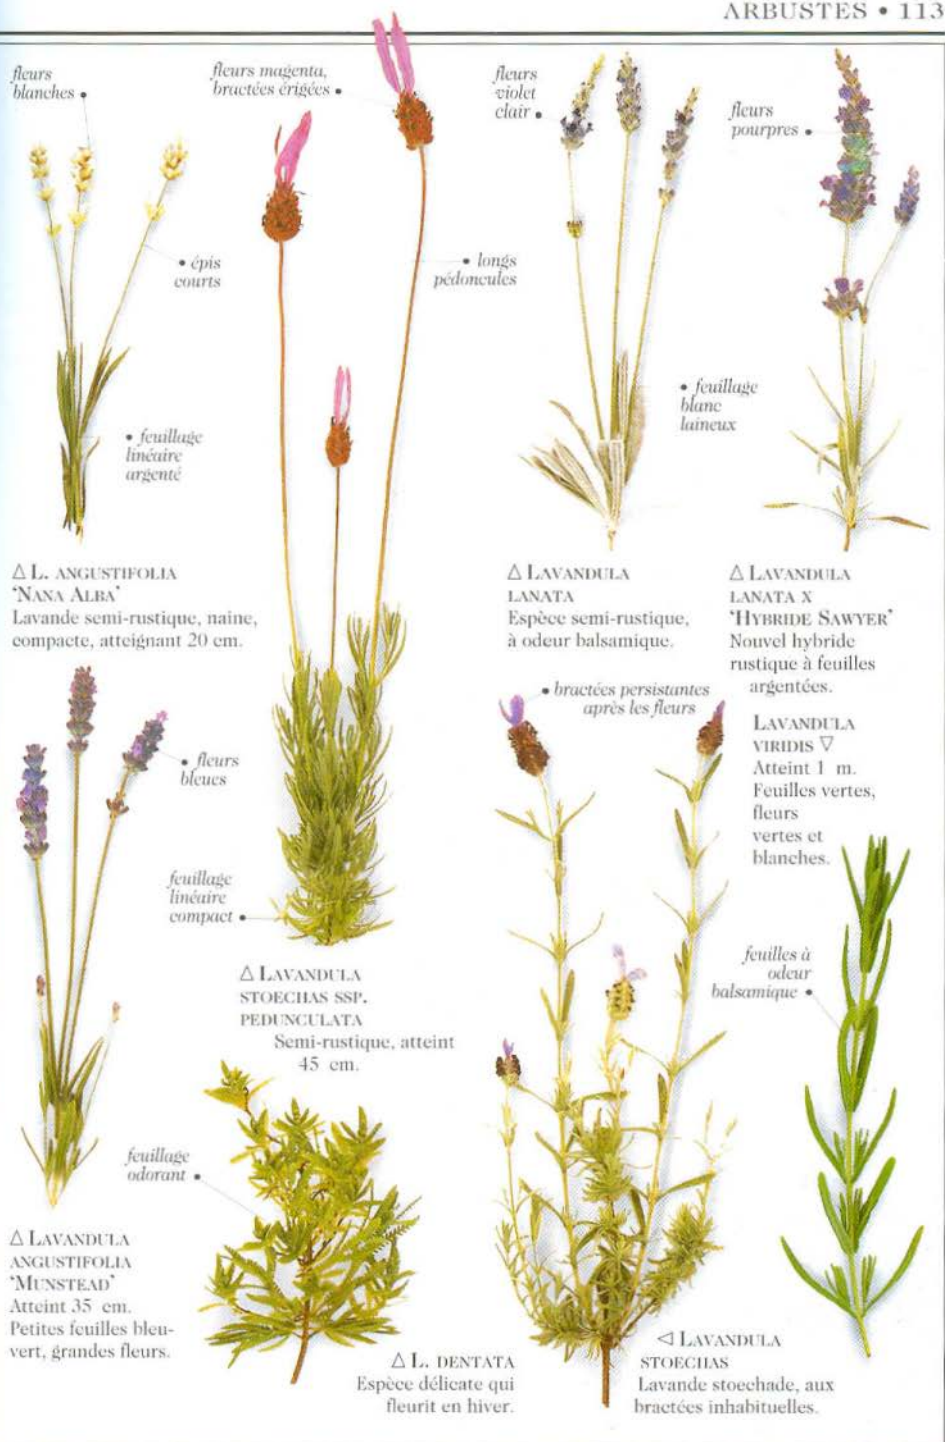 ARBUSTES • 113
fleurs
blanches •
• épis
courts
• feuillage
linéaire
argenté
△ L. ANGUSTIFOLIA
‘NANA ALBA’
Lavande semi-rustique, naine,
compacte, atteignant 20 cm.
fleurs magenta,
bractées érigées •
• longs
pédoncules
feuillage
linéaire
compact •
△ LAVANDULA
STOECHAS SSP.
PEDUNCULATA
Semi-rustique, atteint
45 cm.
fleurs
violet
clair •
• feuillage
blanc
laineux
△ LAVANDULA
LANATA
Espèce semi-rustique,
à odeur balsamique.
fleurs
pourpres •
△ LAVANDULA
LANATA X
‘HYBRIDE SAWYER’
Nouvel hybride
rustique à feuilles
argentées.
• fleurs
bleues
△ LAVANDULA
ANGUSTIFOLIA
‘MUNSTEAD’
Atteint 35 cm.
Petites feuilles bleu-
vert, grandes fleurs.
feuillage
odorant •
△ L. DENTATA
Espèce délicate qui
fleurit en hiver.
• bractées persistantes
après les fleurs
◁ LAVANDULA
STOECHAS
Lavande stoechade, aux
bractées inhabituelles.
LAVANDULA
VIRIDIS ▽
Atteint 1 m.
Feuilles vertes,
fleurs
vertes et
blanches.
feuilles à
odeur
balsamique •